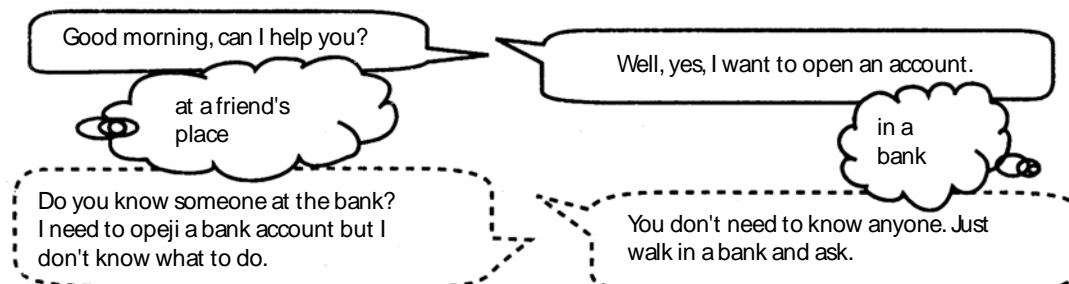 Good morning, can I help you?
Well, yes, I want to open an account.
at a friend's
place
in a
bank
Do you know someone at the bank?
I need to opeji a bank account but I
don't know what to do.
You don't need to know anyone. Just
walk in a bank and ask.